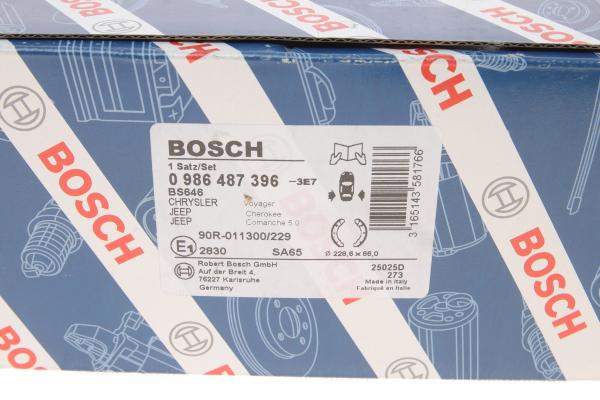 BOSCH
BOSCH
BOSCH
BOSCH
BOSCH
1 Satz/Set
0 986 487 396 –3E7
BS646
CHRYSLER Voyager
JEEP Cherokee
JEEP Comanche 5.0
90R-011300/229
E1 2830 SA65
Ø 228,6 x 66,0
Robert Bosch GmbH
Auf der Breit 4,
76227 Karlsruhe
Germany
25025D
273
Made in Italy
Fabriqué en Italie
3 165143 581766
BOSCH
BOSCH
BOSCH